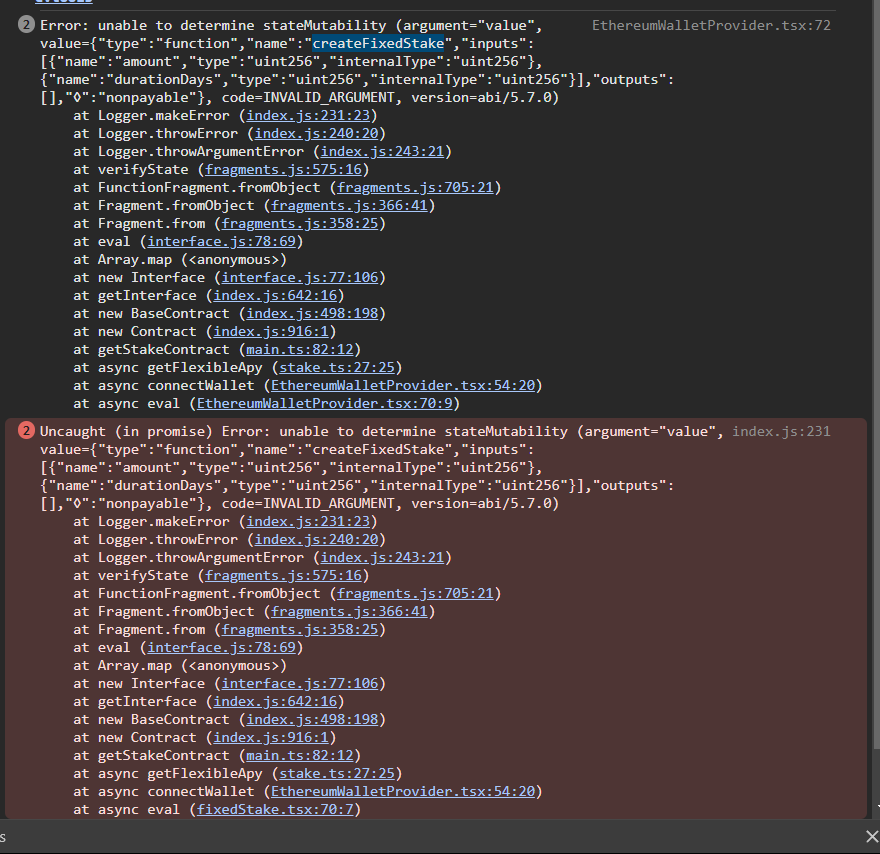 2 Error: unable to determine stateMutability (argument="value", EthereumWalletProvider.tsx:72
value={"type":"function","name":"createFixedStake","inputs":
[{"name":"amount","type":"uint256","internalType":"uint256"},
{"name":"durationDays","type":"uint256","internalType":"uint256"}],"outputs":
[],"◊":"nonpayable"}, code=INVALID_ARGUMENT, version=abi/5.7.0)
at Logger.makeError (index.js:231:23)
at Logger.throwError (index.js:240:20)
at Logger.throwArgumentError (index.js:243:21)
at verifyState (fragments.js:575:16)
at FunctionFragment.fromObject (fragments.js:705:21)
at Fragment.fromObject (fragments.js:366:41)
at Fragment.from (fragments.js:358:25)
at eval (interface.js:78:69)
at Array.map (<anonymous>)
at new Interface (interface.js:77:106)
at getInterface (index.js:642:16)
at new BaseContract (index.js:498:198)
at new Contract (index.js:916:1)
at getStakeContract (main.ts:82:12)
at async getFlexibleApy (stake.ts:27:25)
at async connectWallet (EthereumWalletProvider.tsx:54:20)
at async eval (EthereumWalletProvider.tsx:70:9)
2 Uncaught (in promise) Error: unable to determine stateMutability (argument="value", index.js:231
value={"type":"function","name":"createFixedStake","inputs":
[{"name":"amount","type":"uint256","internalType":"uint256"},
{"name":"durationDays","type":"uint256","internalType":"uint256"}],"outputs":
[],"◊":"nonpayable"}, code=INVALID_ARGUMENT, version=abi/5.7.0)
at Logger.makeError (index.js:231:23)
at Logger.throwError (index.js:240:20)
at Logger.throwArgumentError (index.js:243:21)
at verifyState (fragments.js:575:16)
at FunctionFragment.fromObject (fragments.js:705:21)
at Fragment.fromObject (fragments.js:366:41)
at Fragment.from (fragments.js:358:25)
at eval (interface.js:78:69)
at Array.map (<anonymous>)
at new Interface (interface.js:77:106)
at getInterface (index.js:642:16)
at new BaseContract (index.js:498:198)
at new Contract (index.js:916:1)
at getStakeContract (main.ts:82:12)
at async getFlexibleApy (stake.ts:27:25)
at async connectWallet (EthereumWalletProvider.tsx:54:20)
at async eval (fixedStake.tsx:70:7)
s